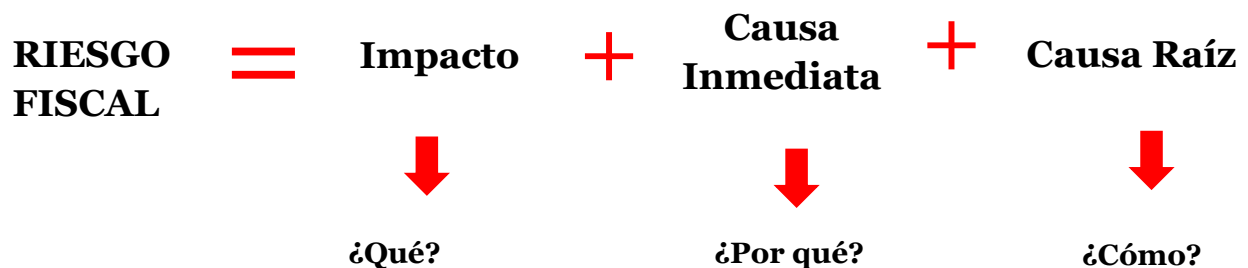 RIESGO
FISCAL
=
Impacto
+
Causa
Inmediata
+
Causa Raíz
¿Qué?
¿Por qué?
¿Cómo?